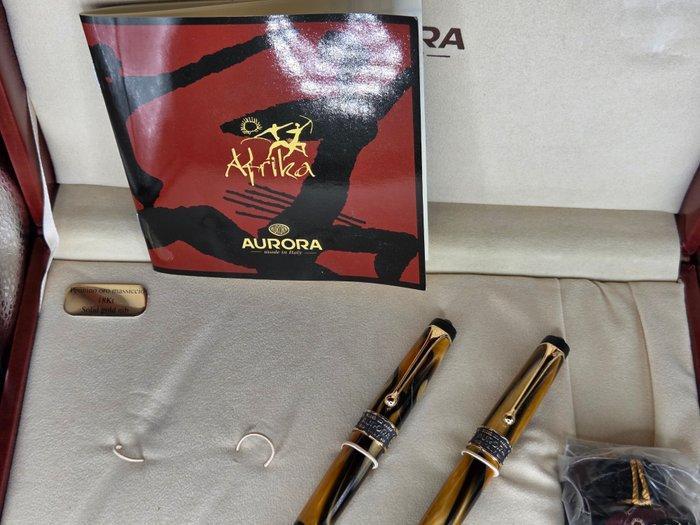 RA
Afrika
AURORA
made in Italy
Pennino oro massiccio
18Kt
Solid gold nib